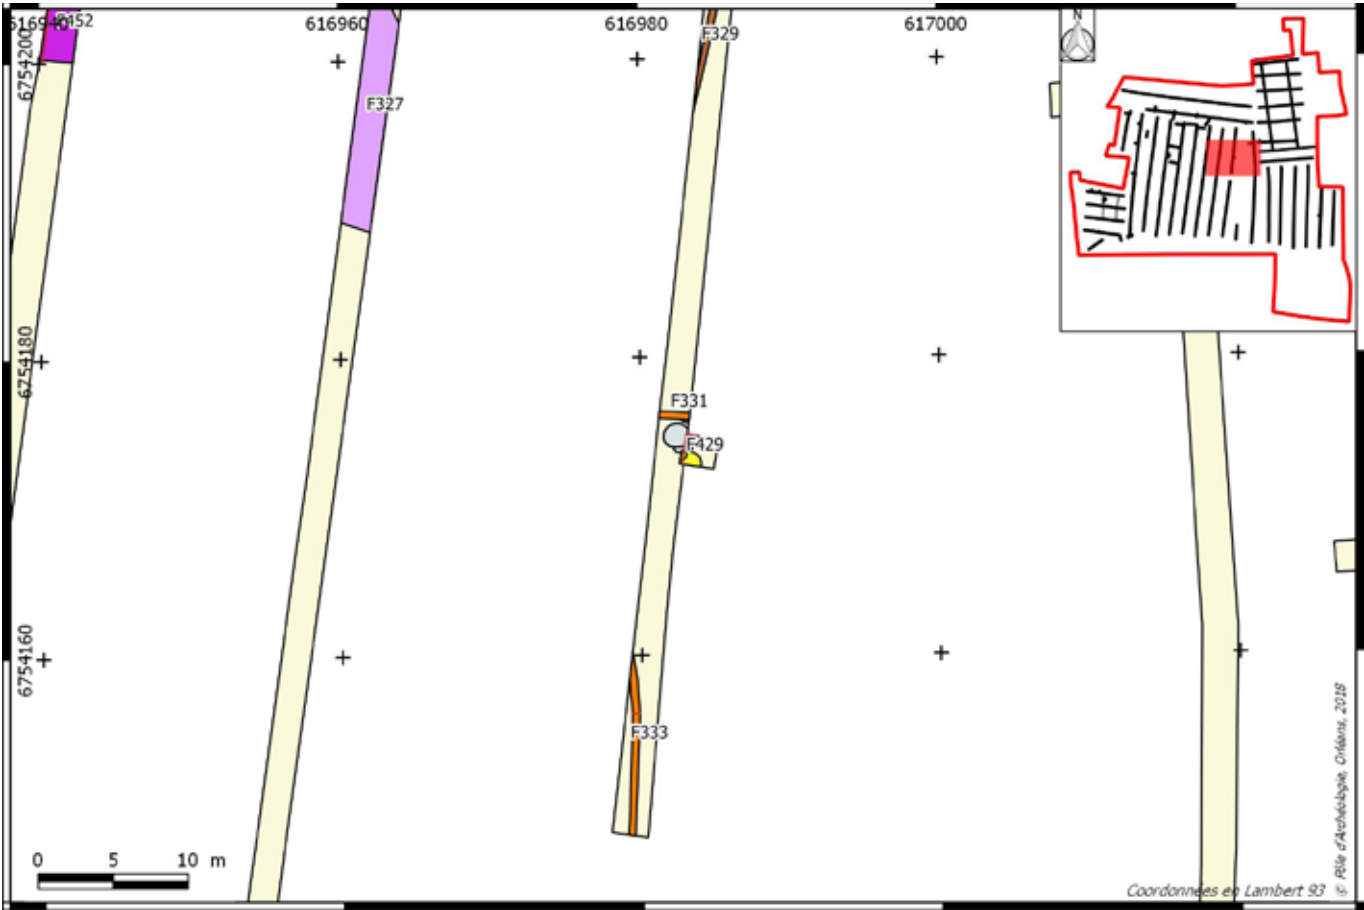 616940
F452
616960
616980
F329
617000
N
6754200
F327
6754180
F331
F429
6754160
F333
0 5 10 m
Coordonnées en Lambert 93
© Pôle d'Archéologie, Orléans, 2018